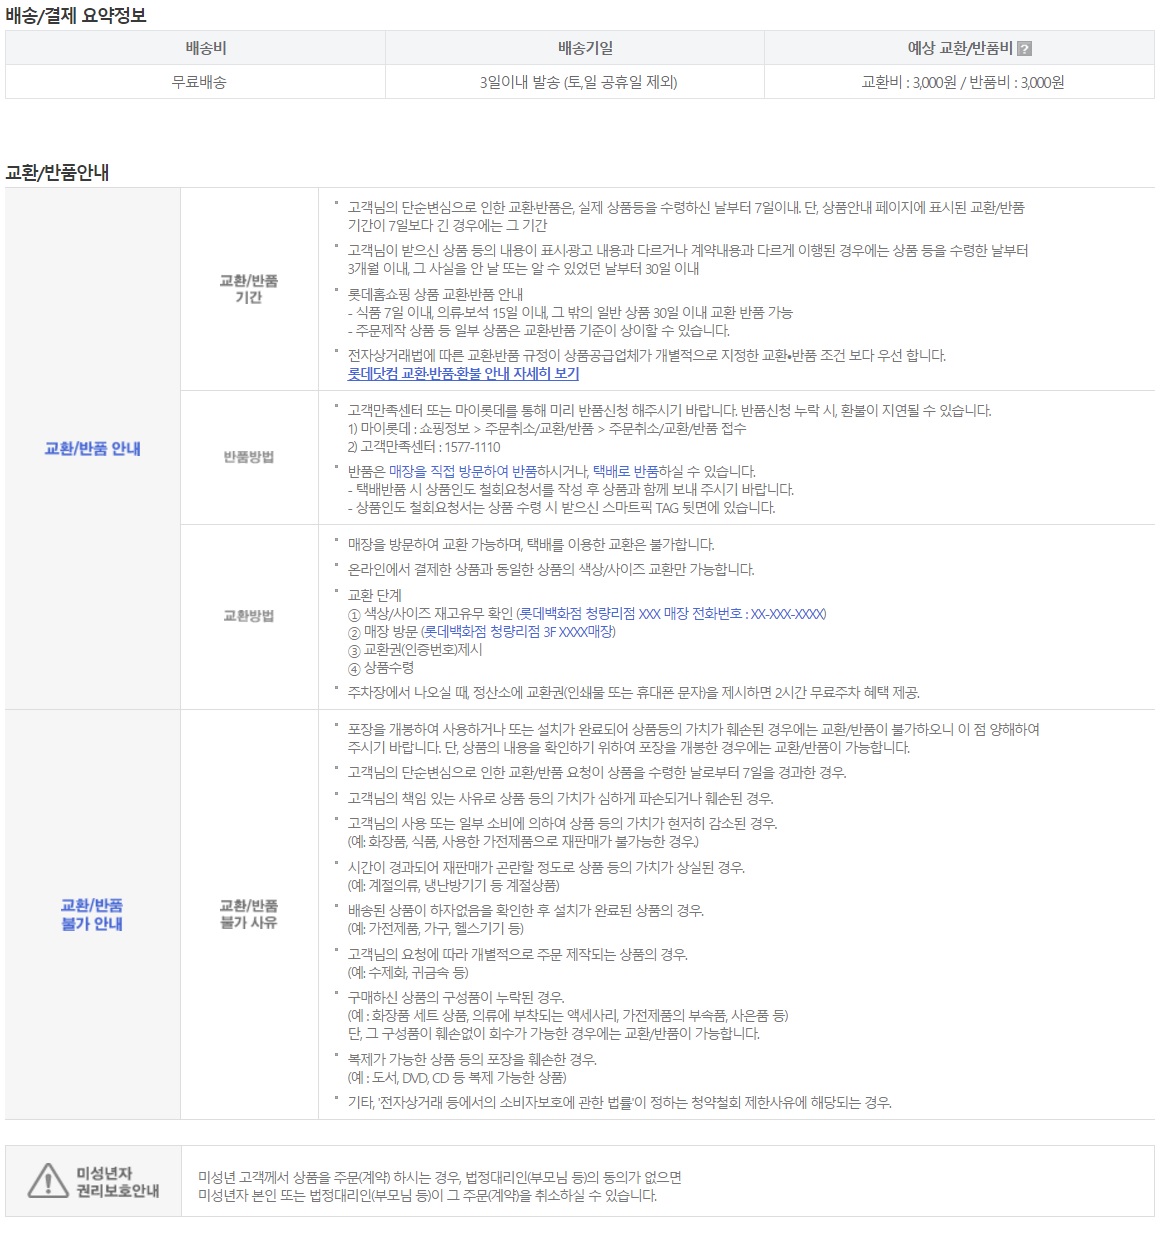 배송/결제 요약정보
배송비 배송기일 예상 교환/반품비 ?
무료배송 3일이내 발송 (토,일 공휴일 제외) 교환비 : 3,000원 / 반품비 : 3,000원
교환/반품안내
교환/반품 안내
교환/반품
기간
고객님의 단순변심으로 인한 교환·반품은, 실제 상품등을 수령하신 날부터 7일이내. 단, 상품안내 페이지에 표시된 교환/반품
기간이 7일보다 긴 경우에는 그 기간
고객님이 받으신 상품 등의 내용이 표시·광고 내용과 다르거나 계약내용과 다르게 이행된 경우에는 상품 등을 수령한 날부터
3개월 이내, 그 사실을 안 날 또는 알 수 있었던 날부터 30일 이내
롯데홈쇼핑 상품 교환·반품 안내
- 식품 7일 이내, 의류·보석 15일 이내, 그 밖의 일반 상품 30일 이내 교환 반품 가능
- 주문제작 상품 등 일부 상품은 교환·반품 기준이 상이할 수 있습니다.
전자상거래법에 따른 교환·반품 규정이 상품공급업체가 개별적으로 지정한 교환•반품 조건 보다 우선 합니다.
롯데닷컴 교환·반품·환불 안내 자세히 보기
반품방법
고객만족센터 또는 마이롯데를 통해 미리 반품신청 해주시기 바랍니다. 반품신청 누락 시, 환불이 지연될 수 있습니다.
1) 마이롯데 : 쇼핑정보 > 주문취소/교환/반품 > 주문취소/교환/반품 접수
2) 고객만족센터 : 1577-1110
반품은 매장을 직접 방문하여 반품하시거나, 택배로 반품하실 수 있습니다.
- 택배반품 시 상품인도 철회요청서를 작성 후 상품과 함께 보내 주시기 바랍니다.
- 상품인도 철회요청서는 상품 수령 시 받으신 스마트픽 TAG 뒷면에 있습니다.
교환방법
매장을 방문하여 교환 가능하며, 택배를 이용한 교환은 불가합니다.
온라인에서 결제한 상품과 동일한 상품의 색상/사이즈 교환만 가능합니다.
교환 단계
① 색상/사이즈 재고유무 확인 (롯데백화점 청량리점 XXX 매장 전화번호 : XX-XXX-XXXX)
② 매장 방문 (롯데백화점 청량리점 3F XXXX매장)
③ 교환권(인증번호)제시
④ 상품수령
주차장에서 나오실 때, 정산소에 교환권(인쇄물 또는 휴대폰 문자)을 제시하면 2시간 무료주차 혜택 제공.
교환/반품
불가 안내
교환/반품
불가 사유
포장을 개봉하여 사용하거나 또는 설치가 완료되어 상품등의 가치가 훼손된 경우에는 교환/반품이 불가하오니 이 점 양해하여
주시기 바랍니다. 단, 상품의 내용을 확인하기 위하여 포장을 개봉한 경우에는 교환/반품이 가능합니다.
고객님의 단순변심으로 인한 교환/반품 요청이 상품을 수령한 날로부터 7일을 경과한 경우.
고객님의 책임 있는 사유로 상품 등의 가치가 심하게 파손되거나 훼손된 경우.
고객님의 사용 또는 일부 소비에 의하여 상품 등의 가치가 현저히 감소된 경우.
(예: 화장품, 식품, 사용한 가전제품으로 재판매가 불가능한 경우.)
시간이 경과되어 재판매가 곤란할 정도로 상품 등의 가치가 상실된 경우.
(예: 계절의류, 냉난방기기 등 계절상품)
배송된 상품이 하자없음을 확인한 후 설치가 완료된 상품의 경우.
(예: 가전제품, 가구, 헬스기기 등)
고객님의 요청에 따라 개별적으로 주문 제작되는 상품의 경우.
(예: 수제화, 귀금속 등)
구매하신 상품의 구성품이 누락된 경우.
(예 : 화장품 세트 상품, 의류에 부착되는 액세사리, 가전제품의 부속품, 사은품 등)
단, 그 구성품이 훼손없이 회수가 가능한 경우에는 교환/반품이 가능합니다.
복제가 가능한 상품 등의 포장을 훼손한 경우.
(예 : 도서, DVD, CD 등 복제 가능한 상품)
기타, '전자상거래 등에서의 소비자보호에 관한 법률'이 정하는 청약철회 제한사유에 해당되는 경우.
미성년자
권리보호안내
미성년 고객께서 상품을 주문(계약) 하시는 경우, 법정대리인(부모님 등)의 동의가 없으면
미성년자 본인 또는 법정대리인(부모님 등)이 그 주문(계약)을 취소하실 수 있습니다.